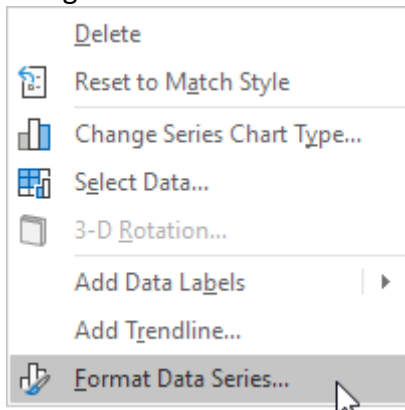 Delete
Reset to Match Style
Change Series Chart Type...
Select Data...
3-D Rotation...
Add Data Labels
Add Trendline...
Format Data Series...